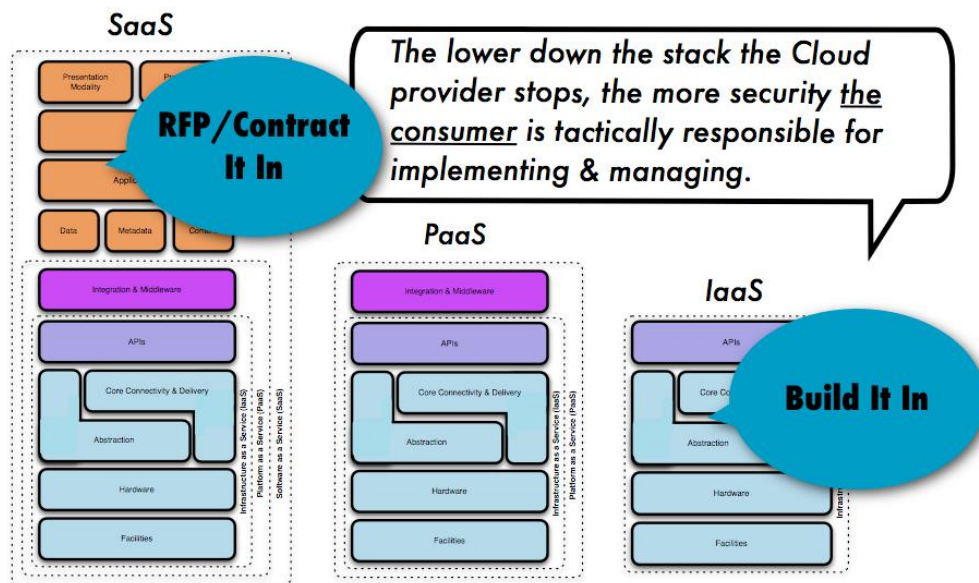 SaaS
The lower down the stack the Cloud
provider stops, the more security the
consumer is tactically responsible for
implementing & managing.
Presentation
Modality
RFP/Contract
It In
Data
Metadata
PaaS
Integration & Middleware
APIs
Core Connectivity & Delivery
Abstraction
Hardware
Facilities
Infrastructure as a Service (IaaS)
Platform as a Service (PaaS)
Software as a Service (SaaS)
Integration & Middleware
APIs
Core Connectivity & Delivery
Abstraction
Hardware
Facilities
Infrastructure as a Service (IaaS)
Platform as a Service (PaaS)
IaaS
APIs
Build It In
Abstraction
Hardware
Facilities